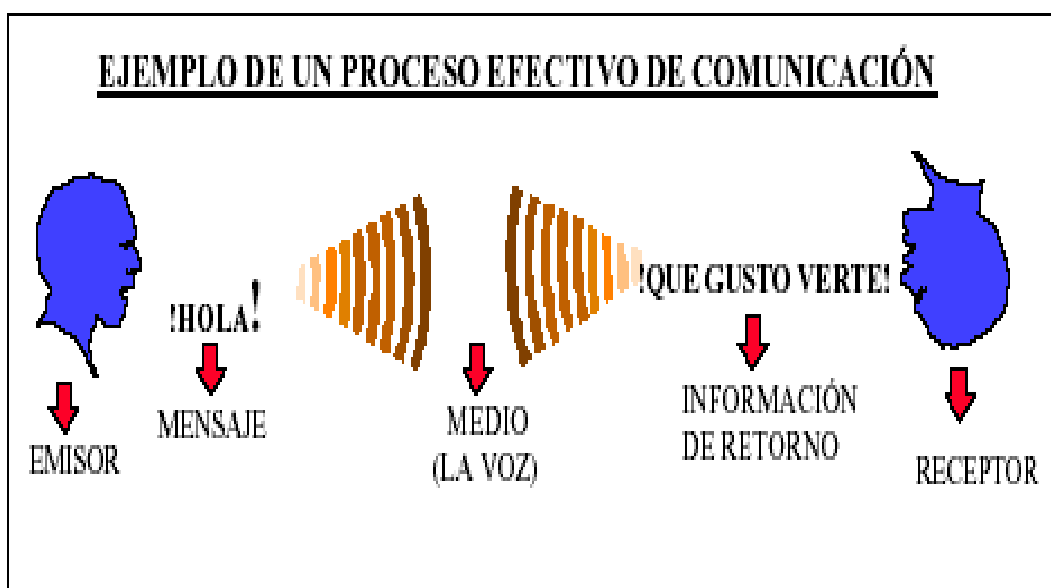 EJEMPLO DE UN PROCESO EFECTIVO DE COMUNICACIÓN
!HOLA!
!QUE GUSTO VERTE!
EMISOR
MENSAJE
MEDIO
(LA VOZ)
INFORMACIÓN
DE RETORNO
RECEPTOR